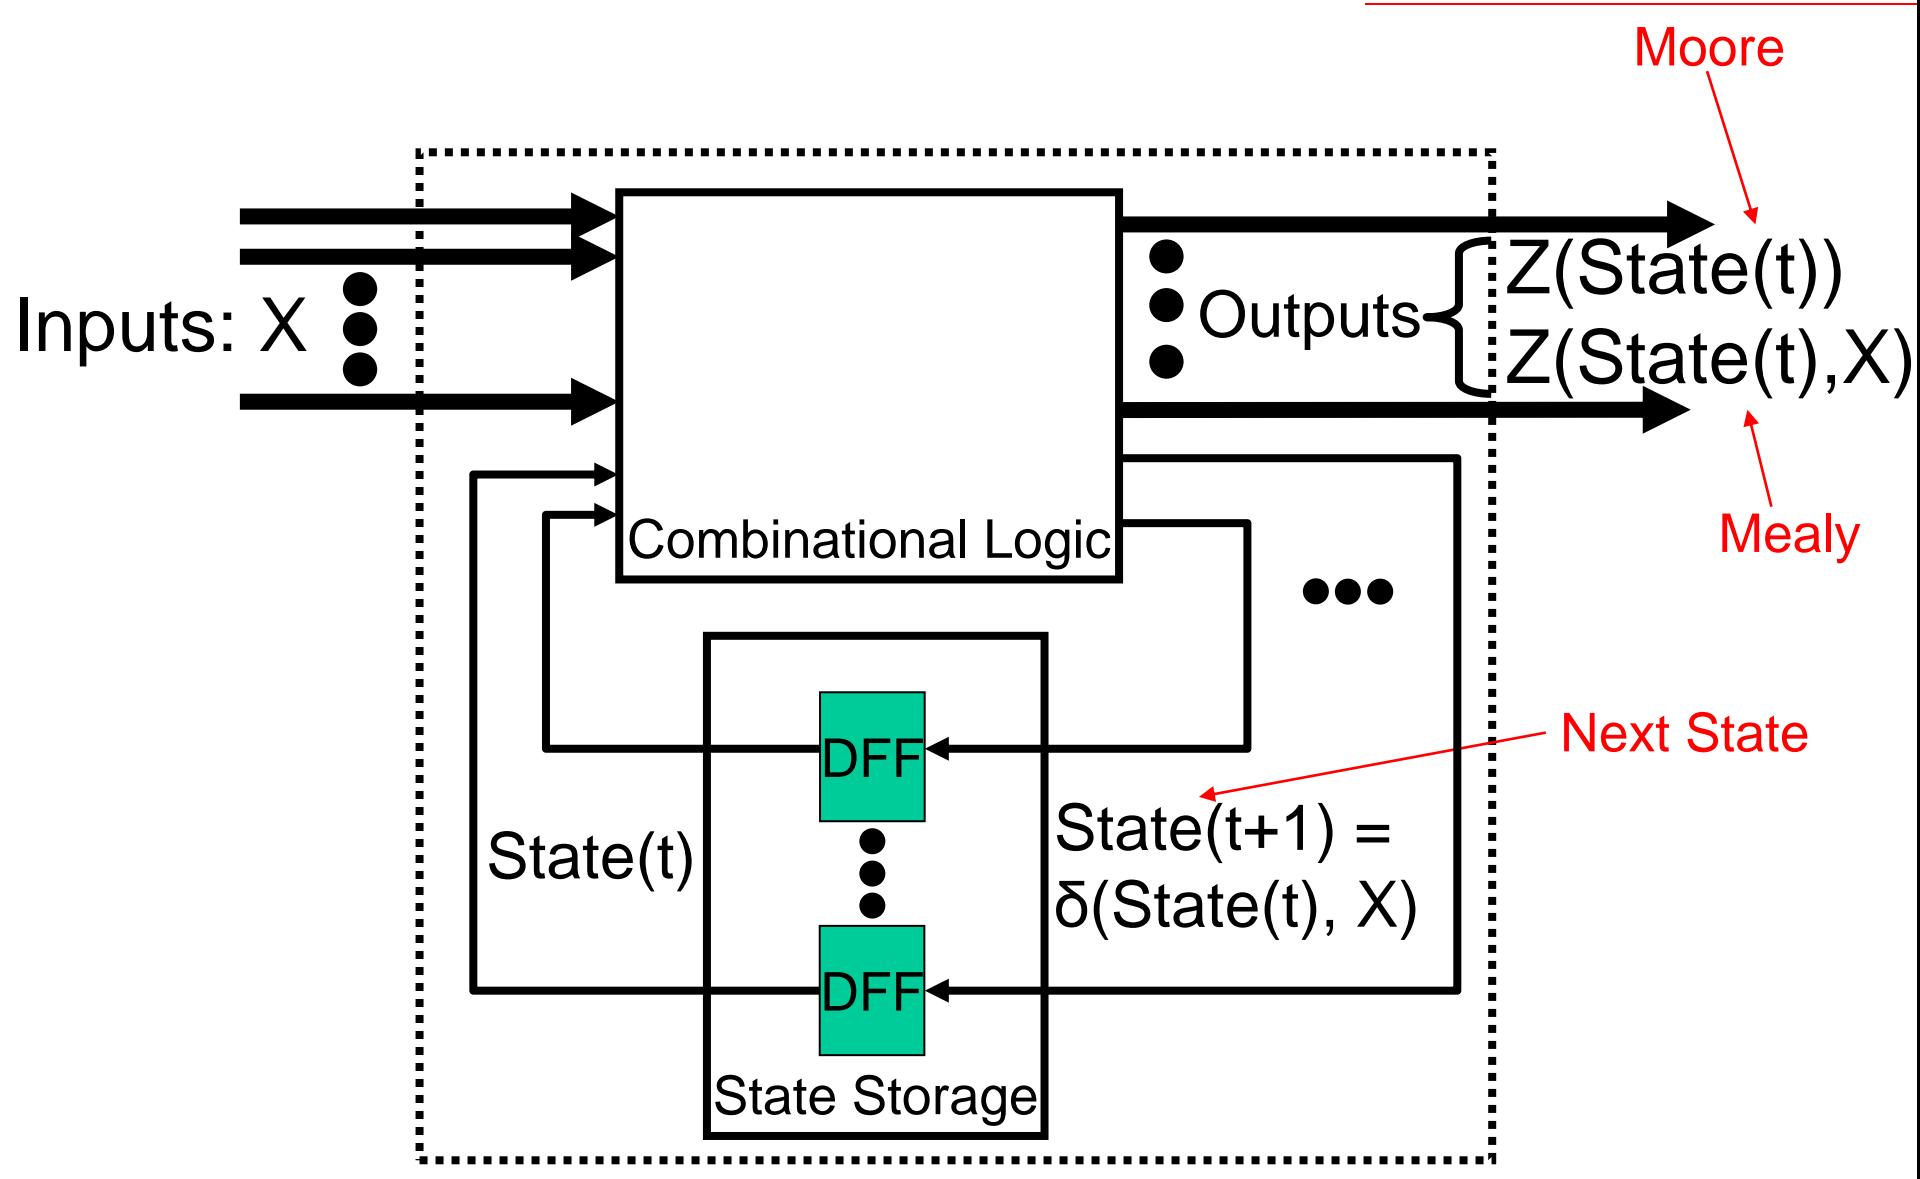 Moore
Inputs: X
Outputs
Z(State(t))
Z(State(t),X)
Mealy
Combinational Logic
Next State
DFF
State(t)
State(t+1) =
δ(State(t), X)
DFF
State Storage